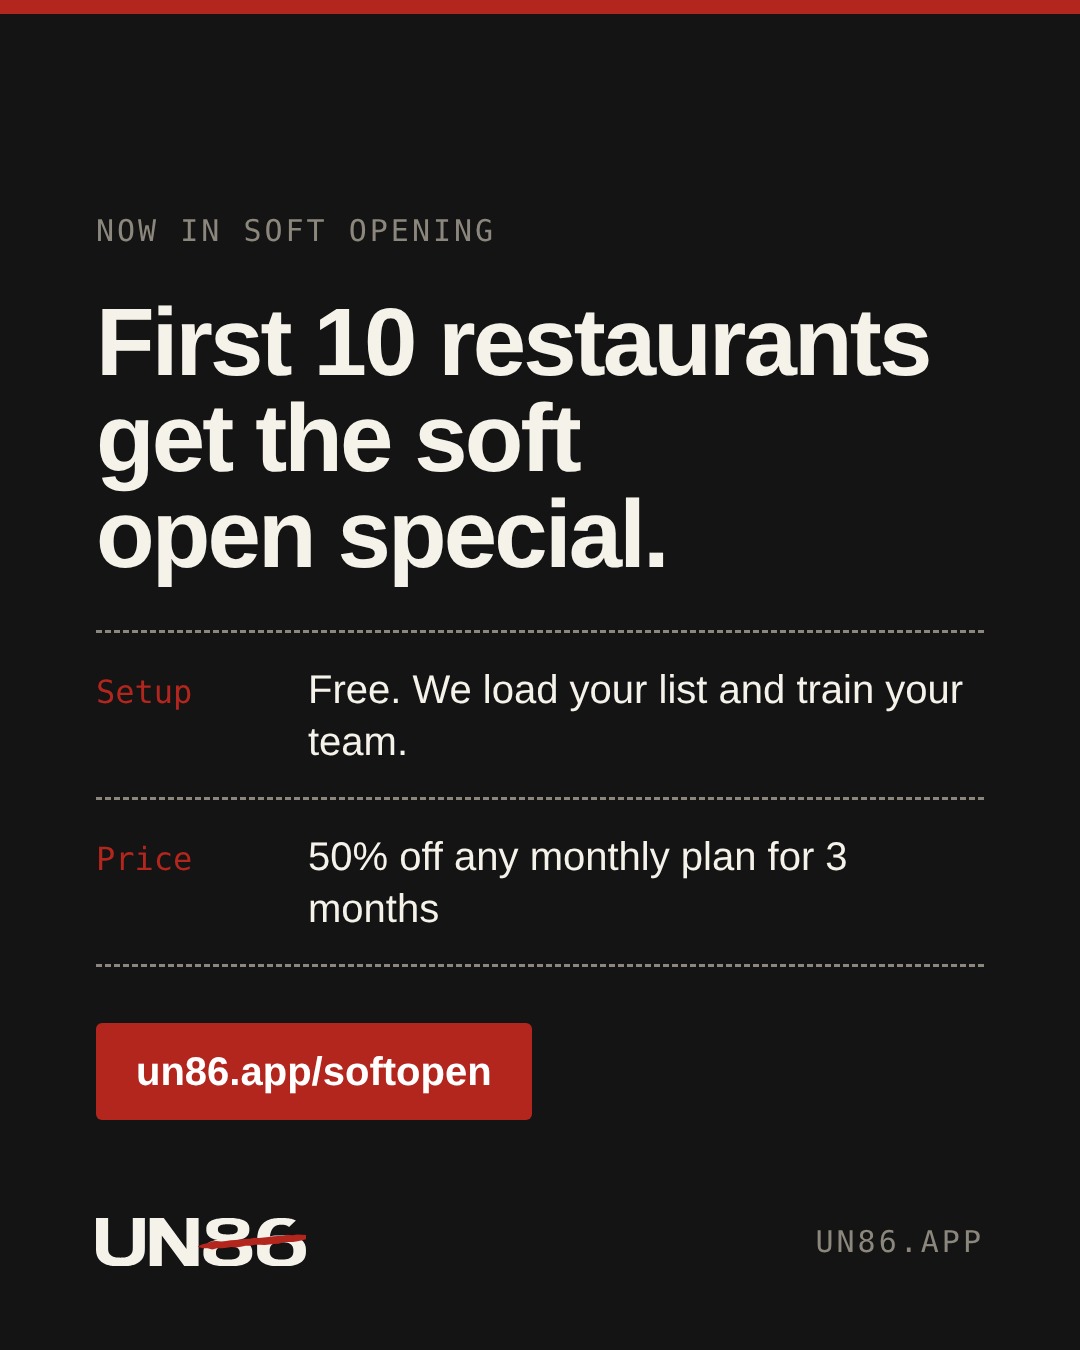 NOW IN SOFT OPENING
First 10 restaurants
get the soft
open special.
Setup
Free. We load your list and train your
team.
Price
50% off any monthly plan for 3
months
un86.app/softopen
UN86
UN86.APP